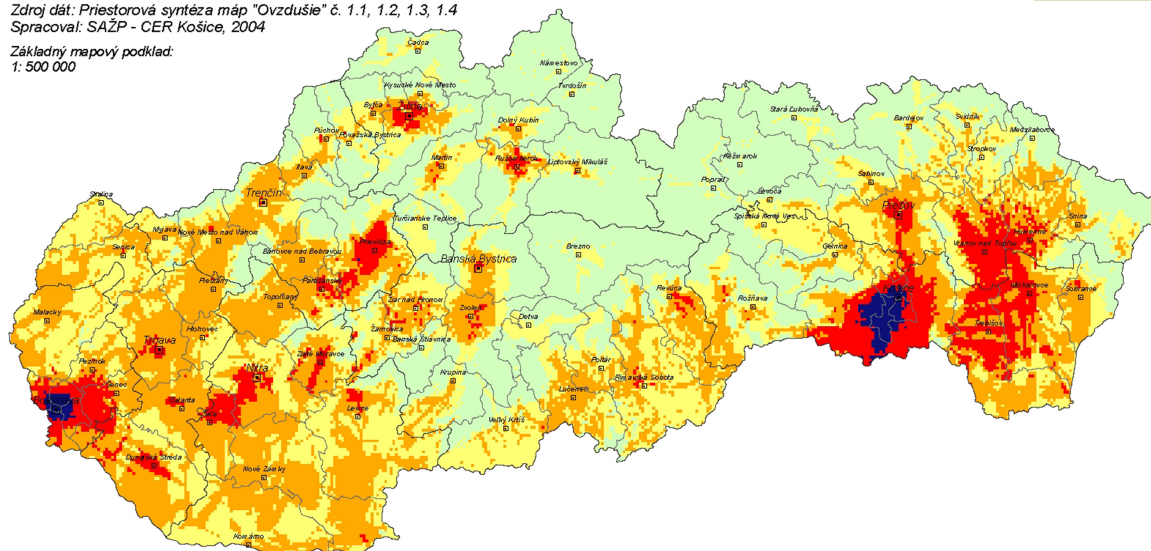 Zdroj dát: Priestorová syntéza máp "Ovzdušie" č. 1.1, 1.2, 1.3, 1.4
Spracoval: SAŽP - CER Košice, 2004
Základný mapový podklad:
1: 500 000
Čadca
Námestovo
Tvrdošín
Kysucké Nové Mesto
Bytča
Žilina
Dolný Kubín
Stará Ľubovňa
Bardejov
Svidník
Medzilaborce
Púchov
Považská Bystrica
Stropkov
Ilava
Martin
Ružomberok
Liptovský Mikuláš
Kežmarok
Poprad
Sabinov
Levoča
Skalica
Trenčín
Prešov
Turčianske Teplice
Spišská Nová Ves
Snina
Myjava
Nové Mesto nad Váhom
Humenné
Senica
Bánovce nad Bebravou
Prievidza
Banská Bystrica
Brezno
Gelnica
Vranov nad Topľou
Piešťany
Partizánske
Topoľčany
Žiar nad Hronom
Zvolen
Revúca
Rožňava
Košice
Michalovce
Sobrance
Malacky
Hlohovec
Žarnovica
Detva
Trnava
Banská Štiavnica
Trebišov
Pezinok
Zlaté Moravce
Poltár
Nitra
Krupina
Rimavská Sobota
Senec
Galanta
Lučenec
Šaľa
Levice
Veľký Krtíš
Dunajská Streda
Nové Zámky
Komárno